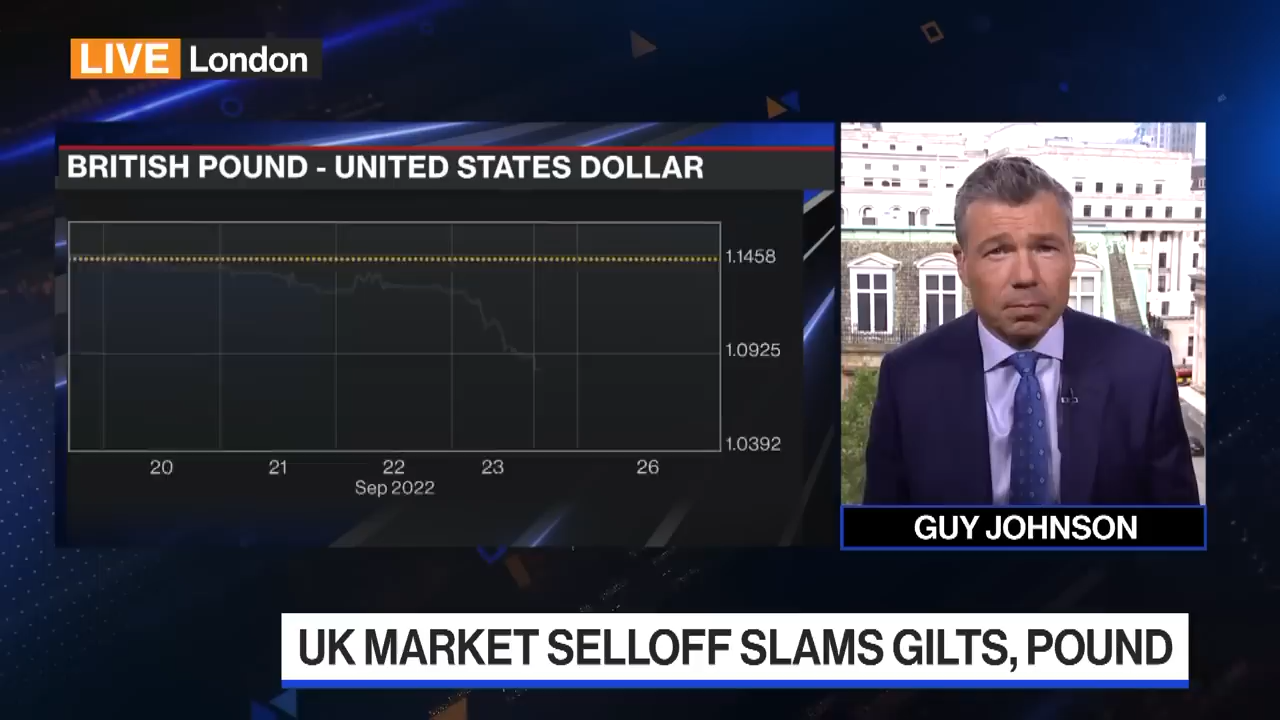 LIVE London
BRITISH POUND - UNITED STATES DOLLAR
1.1458
1.0925
1.0392
20 21 22 23 26
Sep 2022
GUY JOHNSON
UK MARKET SELLOFF SLAMS GILTS, POUND